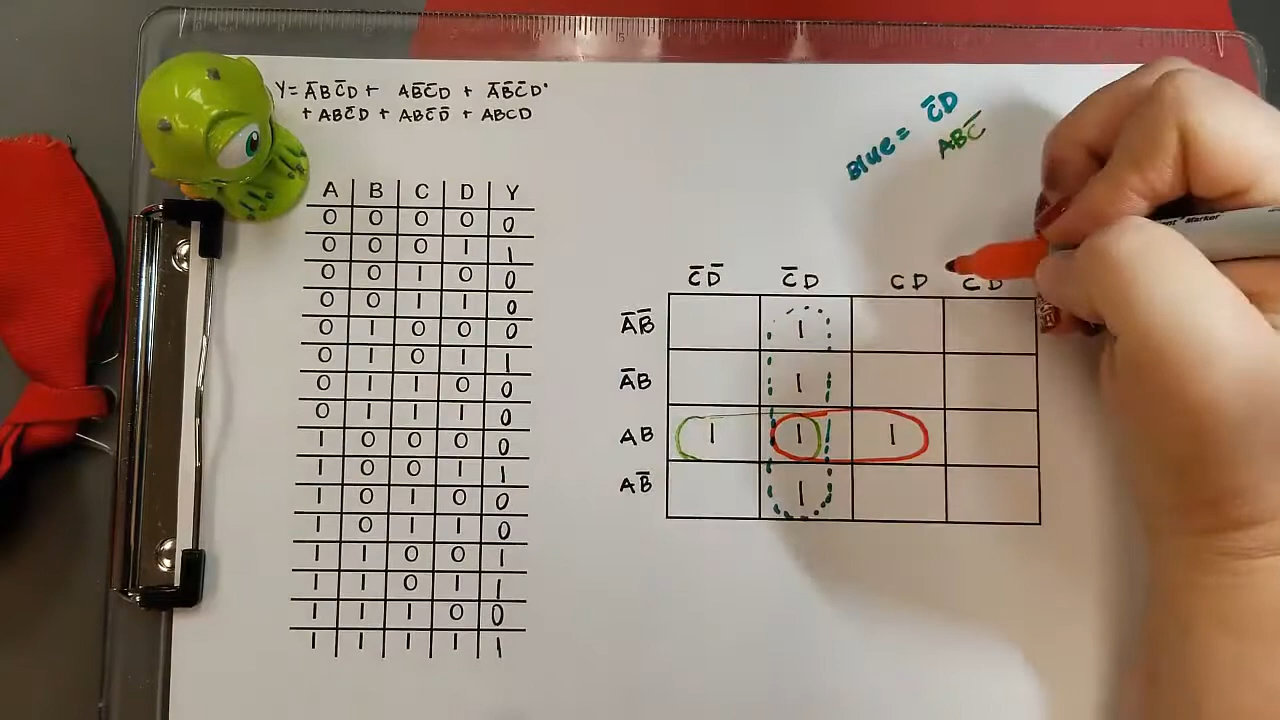 Y = A̅BC̅D + AB̅C̅D + A̅B̅C̅D
+ ABC̅D + ABC̅D̅ + ABCD
Blue = C̅D
ABC̅
A B C D Y
0 0 0 0 0
0 0 0 1 1
0 0 1 0 0
0 0 1 1 0
0 1 0 0 0
0 1 0 1 1
0 1 1 0 0
0 1 1 1 0
1 0 0 0 0
1 0 0 1 1
1 0 1 0 0
1 0 1 1 0
1 1 0 0 1
1 1 0 1 1
1 1 1 0 0
1 1 1 1 1
C̅D̅ C̅D CD
A̅B̅ 1
A̅B 1
AB 1 1 1
AB̅ 1